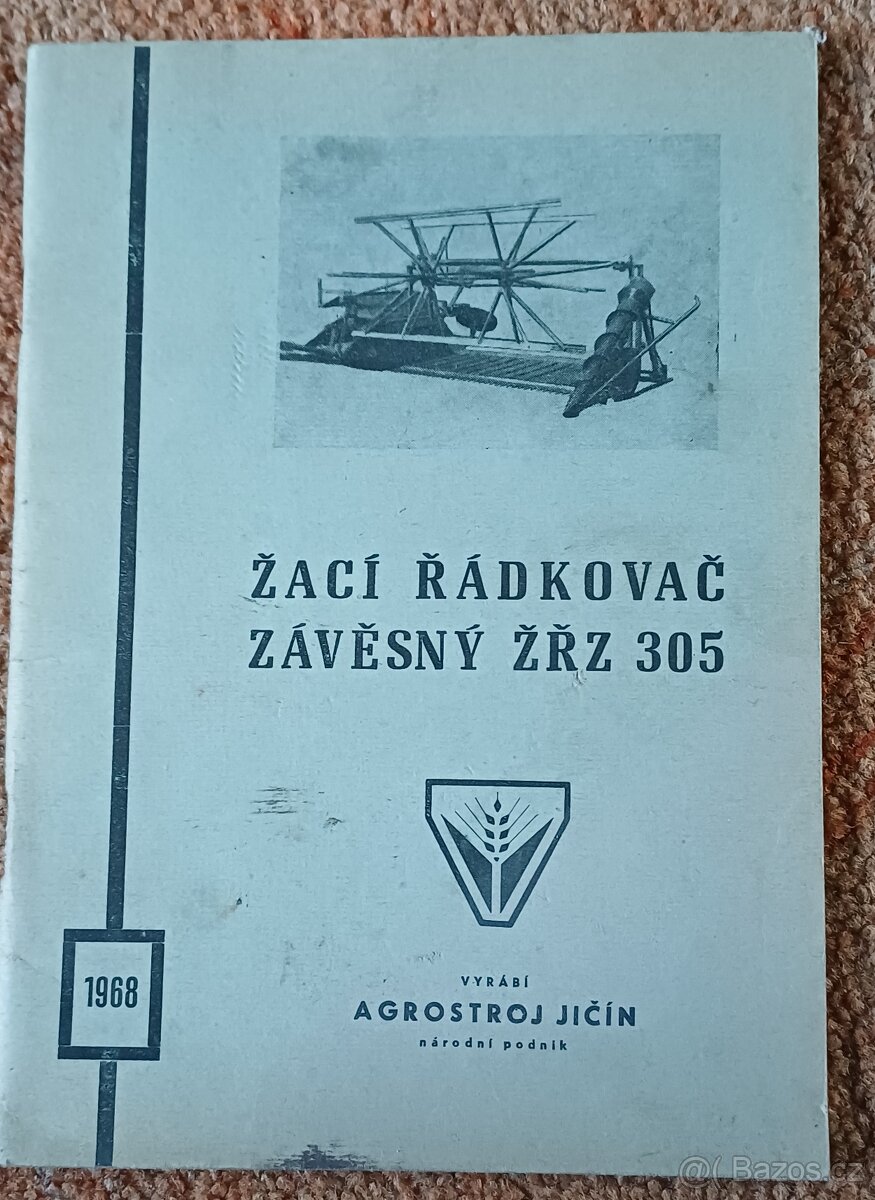 ŽACÍ ŘÁDKOVAČ
ZÁVĚSNÝ ŽŘZ 305
1968
VYRÁBÍ
AGROSTROJ JIČÍN
národní podnik
@( Bazos.cz